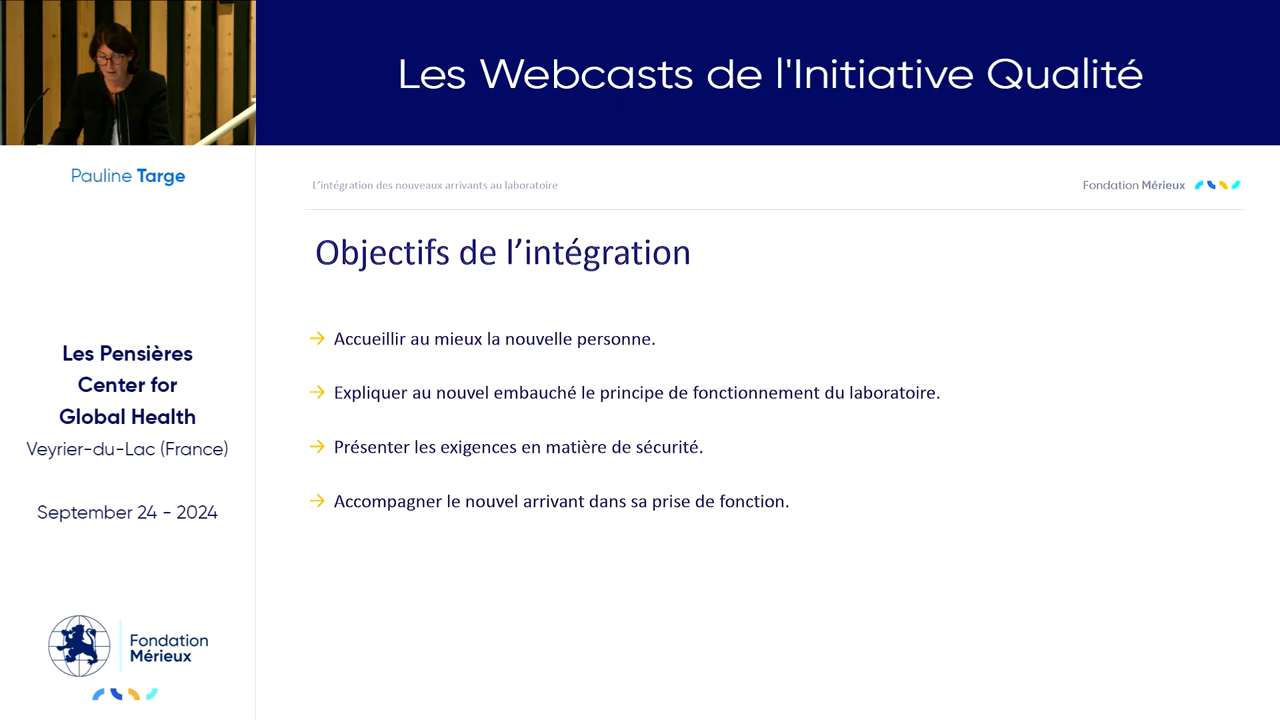 Les Webcasts de l'Initiative Qualité
Pauline Targe
L’intégration des nouveaux arrivants au laboratoire
Fondation Mérieux
Objectifs de l’intégration
Accueillir au mieux la nouvelle personne.
Expliquer au nouvel embauché le principe de fonctionnement du laboratoire.
Présenter les exigences en matière de sécurité.
Accompagner le nouvel arrivant dans sa prise de fonction.
Les Pensières
Center for
Global Health
Veyrier-du-Lac (France)
September 24 - 2024
Fondation
Mérieux